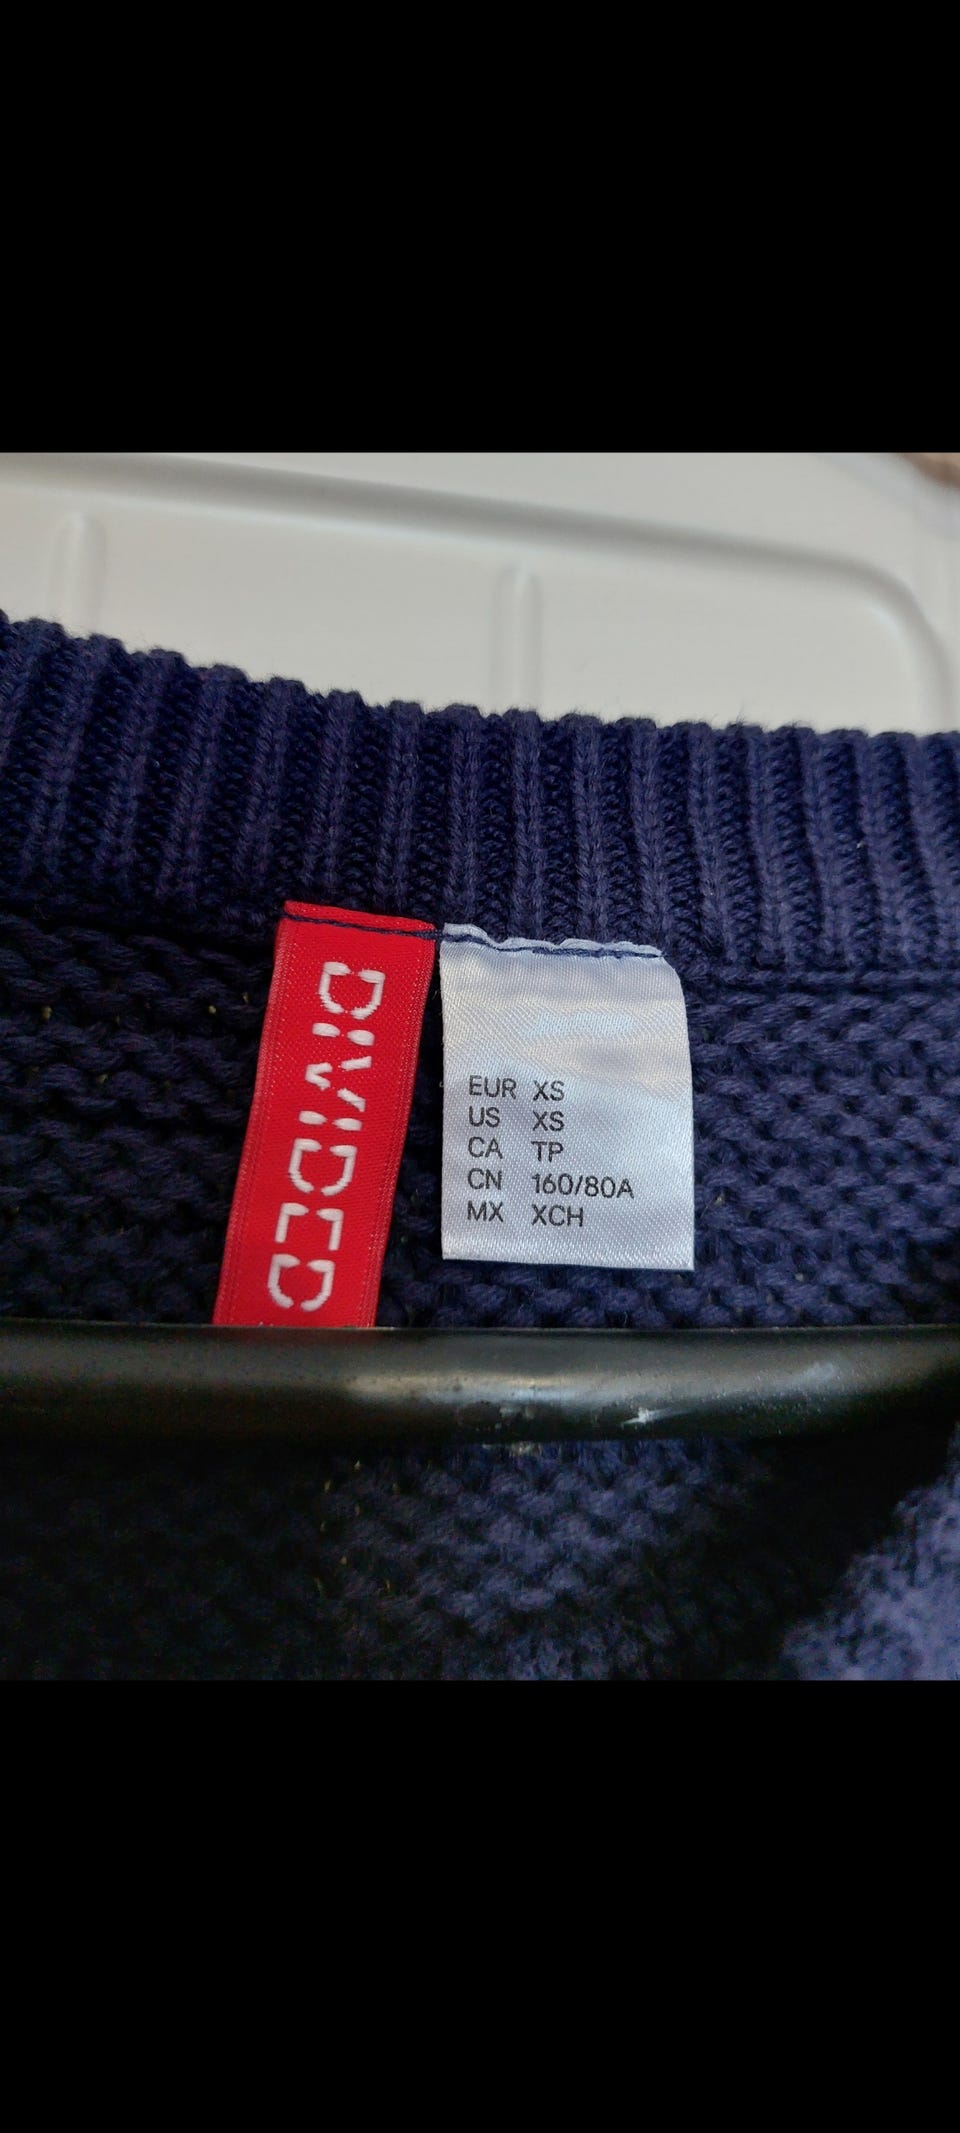 DIVIDED
EUR XS
US XS
CA TP
CN 160/80A
MX XCH